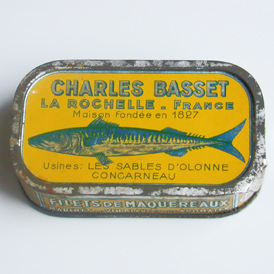 CHARLES BASSET
LA ROCHELLE - FRANCE
Maison fondée en 1827
Usines: LES SABLES D'OLONNE
CONCARNEAU
FILETS DE MAQUEREAUX